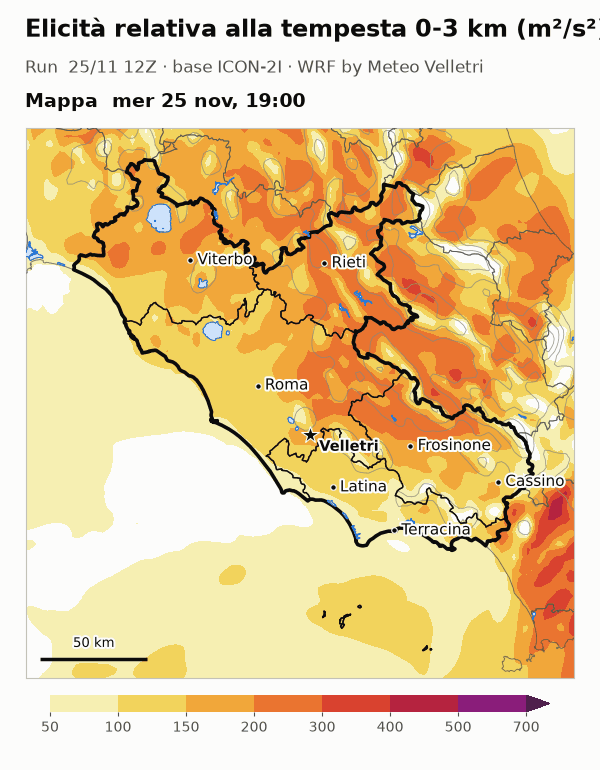 Elicità relativa alla tempesta 0-3 km (m²/s²)
Run 25/11 12Z · base ICON-2I · WRF by Meteo Velletri
Mappa mer 25 nov, 19:00
Viterbo
Rieti
Roma
Velletri
Frosinone
Latina
Cassino
Terracina
50 km
50 100 150 200 300 400 500 700